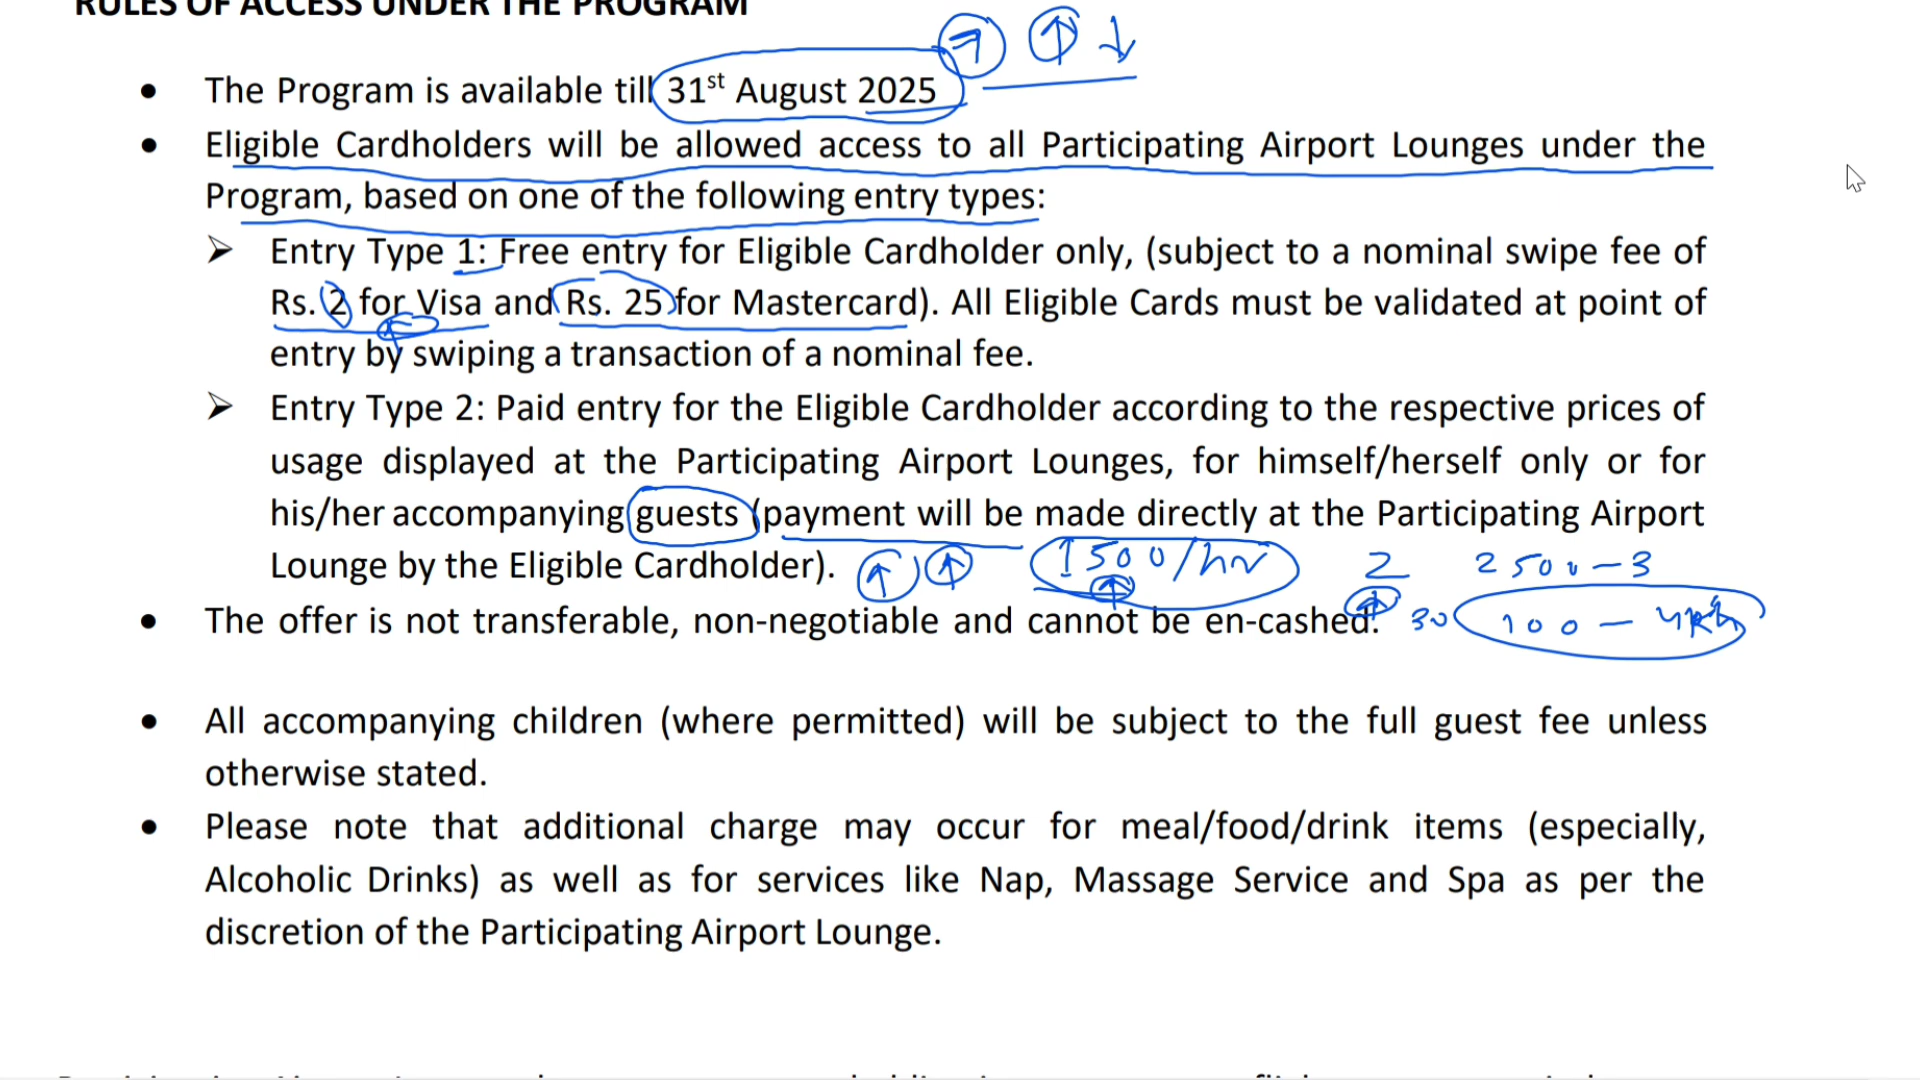 RULES OF ACCESS UNDER THE PROGRAM
• The Program is available till 31st August 2025
• Eligible Cardholders will be allowed access to all Participating Airport Lounges under the
Program, based on one of the following entry types:
➢ Entry Type 1: Free entry for Eligible Cardholder only, (subject to a nominal swipe fee of
Rs. 2 for Visa and Rs. 25 for Mastercard). All Eligible Cards must be validated at point of
entry by swiping a transaction of a nominal fee.
➢ Entry Type 2: Paid entry for the Eligible Cardholder according to the respective prices of
usage displayed at the Participating Airport Lounges, for himself/herself only or for
his/her accompanying guests (payment will be made directly at the Participating Airport
Lounge by the Eligible Cardholder).
1500/hr
2 2500-3
• The offer is not transferable, non-negotiable and cannot be en-cashed.
30 100 -
• All accompanying children (where permitted) will be subject to the full guest fee unless
otherwise stated.
• Please note that additional charge may occur for meal/food/drink items (especially,
Alcoholic Drinks) as well as for services like Nap, Massage Service and Spa as per the
discretion of the Participating Airport Lounge.